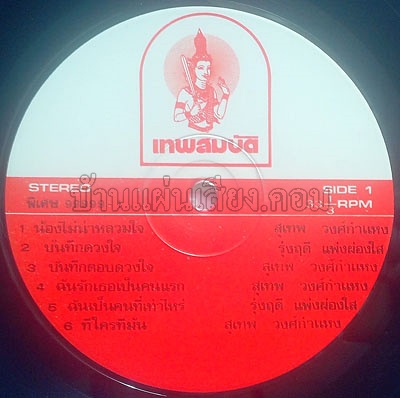 เทพสมบัติ
STEREO SIDE 1
พิเศษ RPM
บ้านแผ่นเสียง.คอม
1 น้องไม่น่าหลวมใจ สุเทพ วงศ์กำแหง
2 บันทึกดวงใจ รุ่งฤดี แพ่งผ่องใส
3 บันทึกตอบดวงใจ สุเทพ วงศ์กำแหง
4 ฉันรักเธอเป็นคนแรก สุเทพ วงศ์กำแหง
5 ฉันเป็นคนที่เท่าไหร่ รุ่งฤดี แพ่งผ่องใส
6 ทีใครทีมัน สุเทพ วงศ์กำแหง